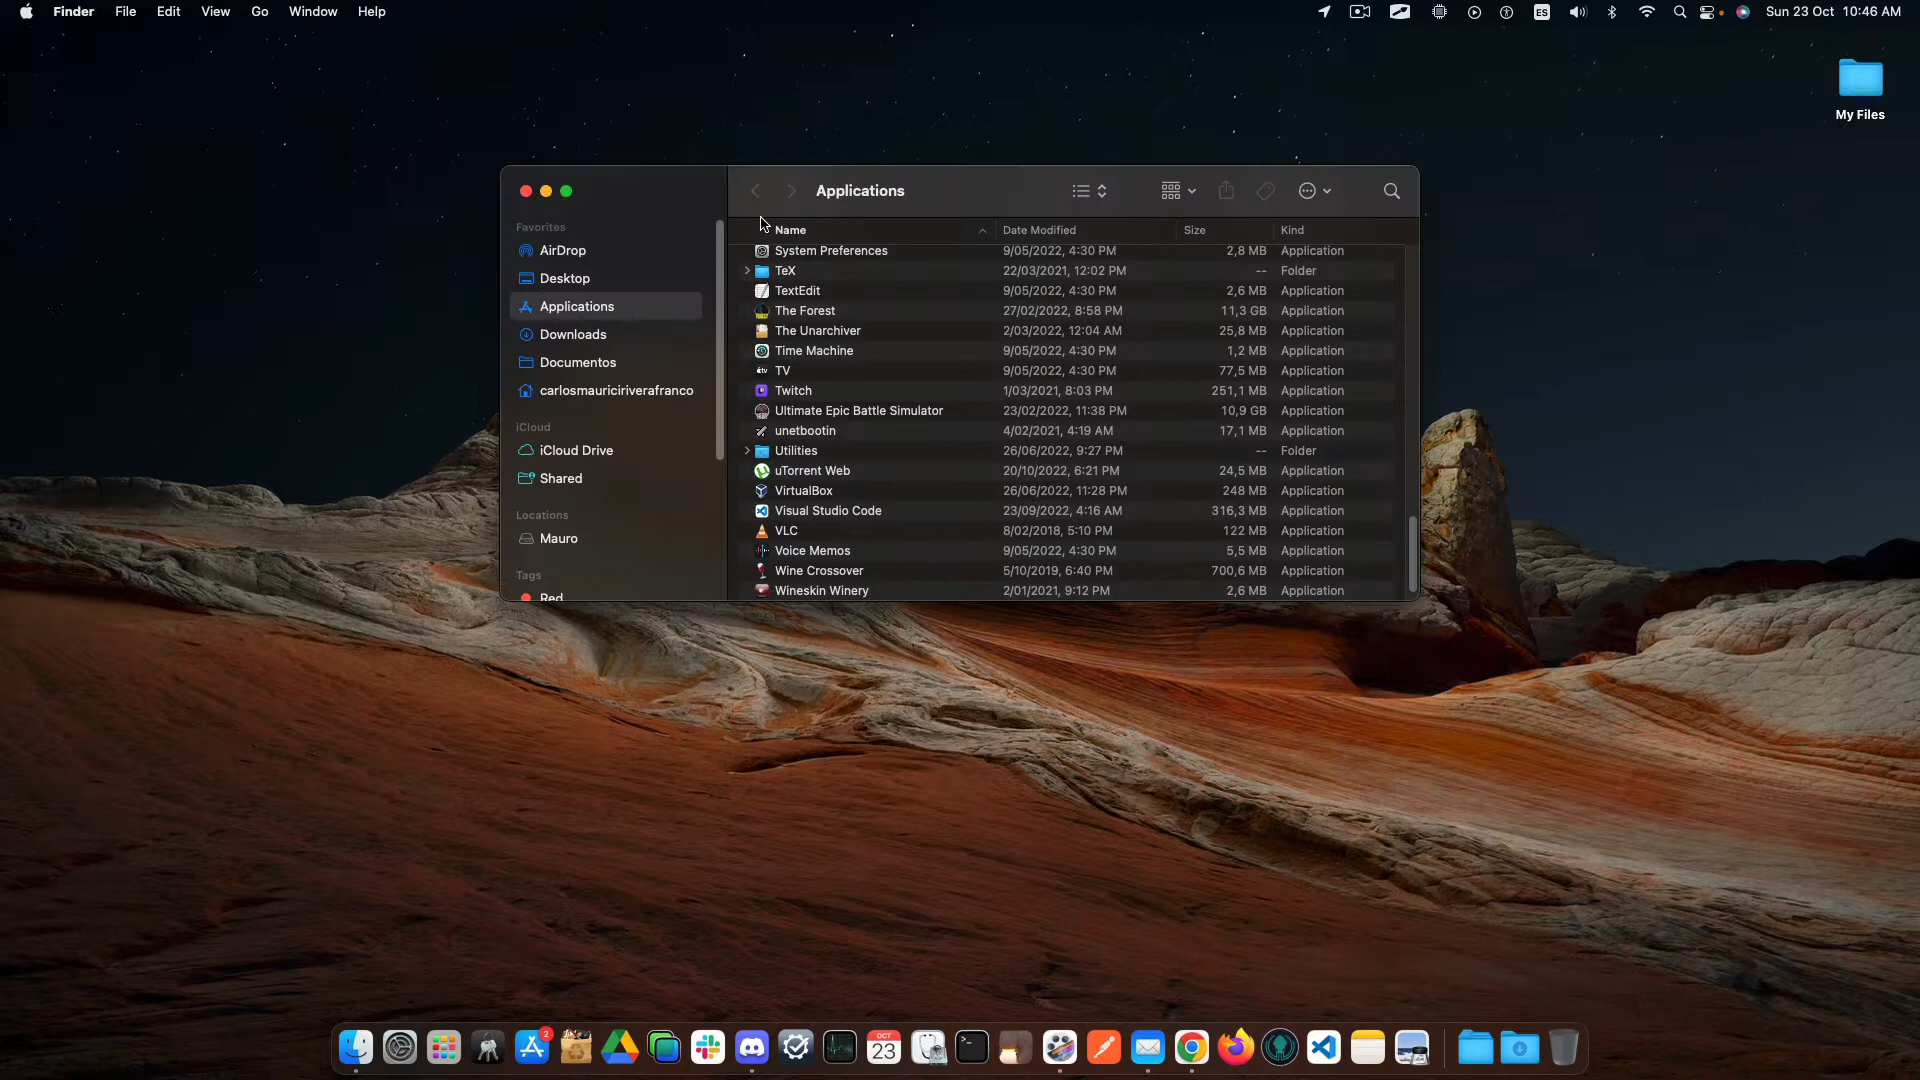 Finder File Edit View Go Window Help
ES
Sun 23 Oct 10:46 AM
My Files
Applications
Favorites
AirDrop
Desktop
Applications
Downloads
Documentos
carlosmauriciriverafranco
iCloud
iCloud Drive
Shared
Locations
Mauro
Tags
Red
Name Date Modified Size Kind
System Preferences 9/05/2022, 4:30 PM 2,8 MB Application
TeX 22/03/2021, 12:02 PM -- Folder
TextEdit 9/05/2022, 4:30 PM 2,6 MB Application
The Forest 27/02/2022, 8:58 PM 11,3 GB Application
The Unarchiver 2/03/2022, 12:04 AM 25,8 MB Application
Time Machine 9/05/2022, 4:30 PM 1,2 MB Application
TV 9/05/2022, 4:30 PM 77,5 MB Application
Twitch 1/03/2021, 8:03 PM 251,1 MB Application
Ultimate Epic Battle Simulator 23/02/2022, 11:38 PM 10,9 GB Application
unetbootin 4/02/2021, 4:19 AM 17,1 MB Application
Utilities 26/06/2022, 9:27 PM -- Folder
uTorrent Web 20/10/2022, 6:21 PM 24,5 MB Application
VirtualBox 26/06/2022, 11:28 PM 248 MB Application
Visual Studio Code 23/09/2022, 4:16 AM 316,3 MB Application
VLC 8/02/2018, 5:10 PM 122 MB Application
Voice Memos 9/05/2022, 4:30 PM 5,5 MB Application
Wine Crossover 5/10/2019, 6:40 PM 700,6 MB Application
Wineskin Winery 2/01/2021, 9:12 PM 2,6 MB Application
2
OCT
23